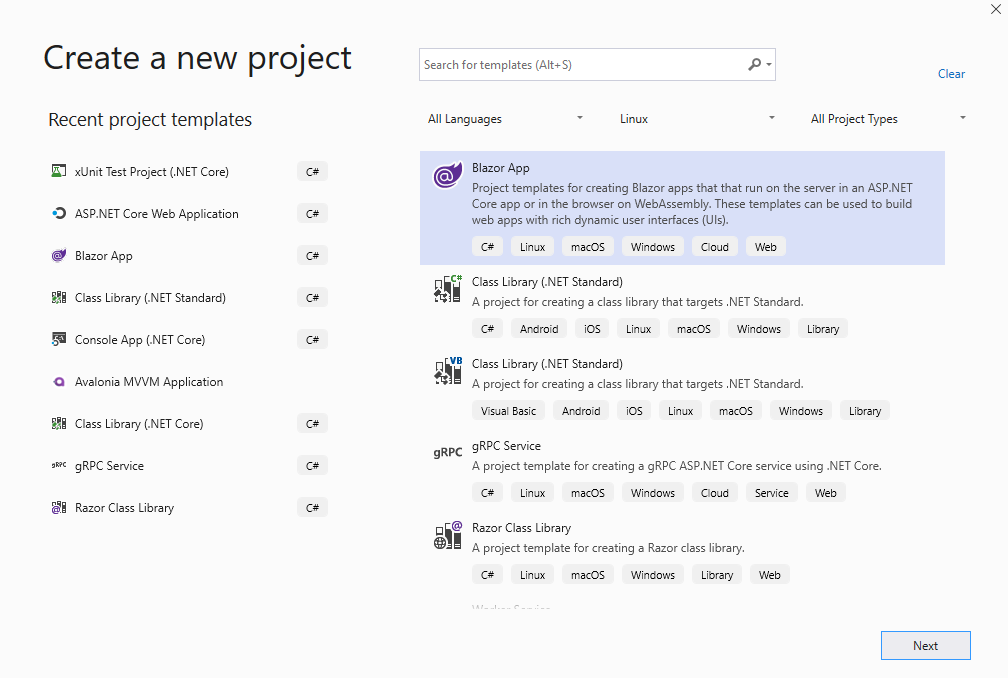 Create a new project
Search for templates (Alt+S)
Clear
Recent project templates
All Languages
Linux
All Project Types
xUnit Test Project (.NET Core) C#
ASP.NET Core Web Application C#
Blazor App C#
Class Library (.NET Standard) C#
Console App (.NET Core) C#
Avalonia MVVM Application
Class Library (.NET Core) C#
gRPC gRPC Service C#
Razor Class Library C#
@ Blazor App
Project templates for creating Blazor apps that that run on the server in an ASP.NET
Core app or in the browser on WebAssembly. These templates can be used to build
web apps with rich dynamic user interfaces (UIs).
C# Linux macOS Windows Cloud Web
C# Class Library (.NET Standard)
A project for creating a class library that targets .NET Standard.
C# Android iOS Linux macOS Windows Library
VB Class Library (.NET Standard)
A project for creating a class library that targets .NET Standard.
Visual Basic Android iOS Linux macOS Windows Library
gRPC gRPC Service
A project template for creating a gRPC ASP.NET Core service using .NET Core.
C# Linux macOS Windows Cloud Service Web
@ Razor Class Library
A project template for creating a Razor class library.
C# Linux macOS Windows Library Web
Worker Service
Next